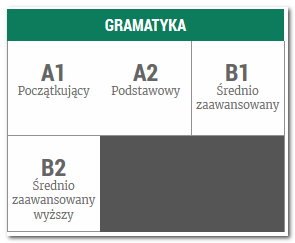 GRAMATYKA
A1
Początkujący
A2
Podstawowy
B1
Średnio
zaawansowany
B2
Średnio
zaawansowany
wyższy